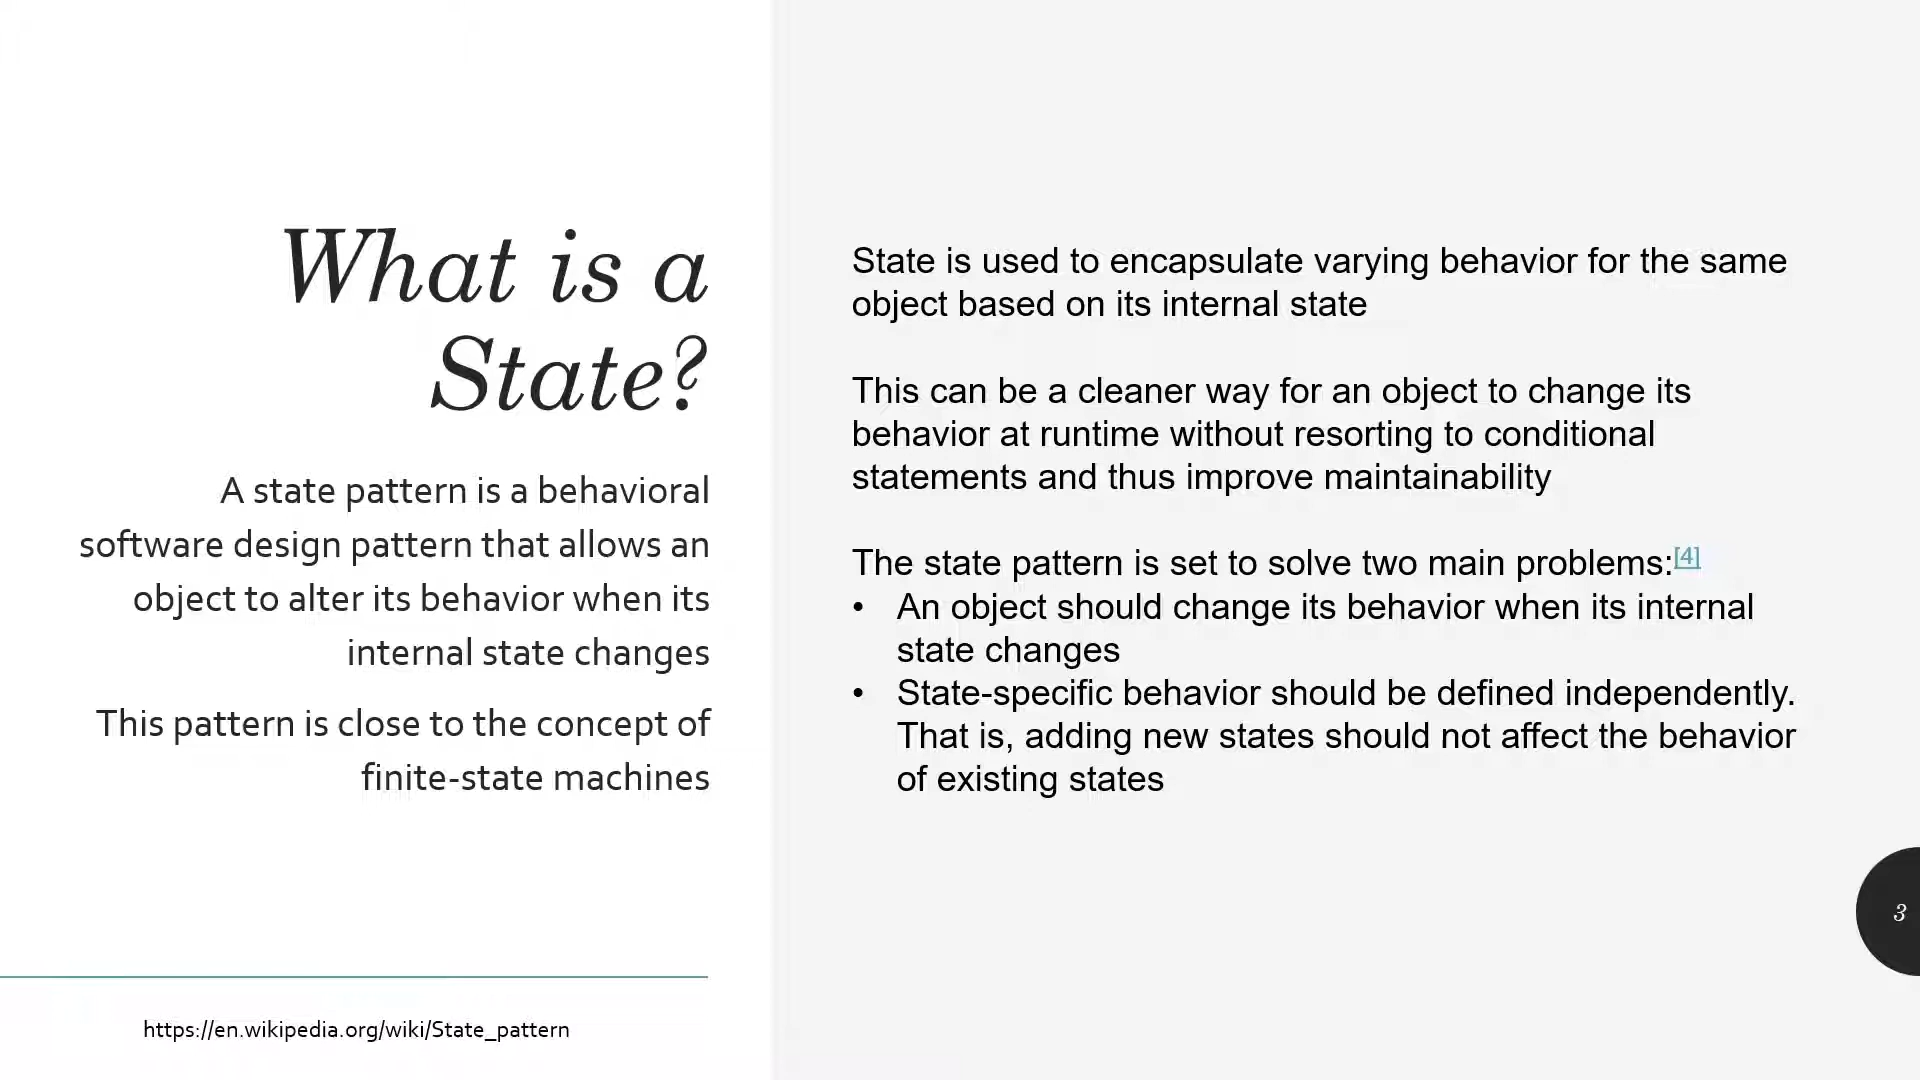 What is a
State?
A state pattern is a behavioral
software design pattern that allows an
object to alter its behavior when its
internal state changes
This pattern is close to the concept of
finite-state machines
https://en.wikipedia.org/wiki/State_pattern
State is used to encapsulate varying behavior for the same
object based on its internal state
This can be a cleaner way for an object to change its
behavior at runtime without resorting to conditional
statements and thus improve maintainability
The state pattern is set to solve two main problems:[4]
• An object should change its behavior when its internal
state changes
• State-specific behavior should be defined independently.
That is, adding new states should not affect the behavior
of existing states
3